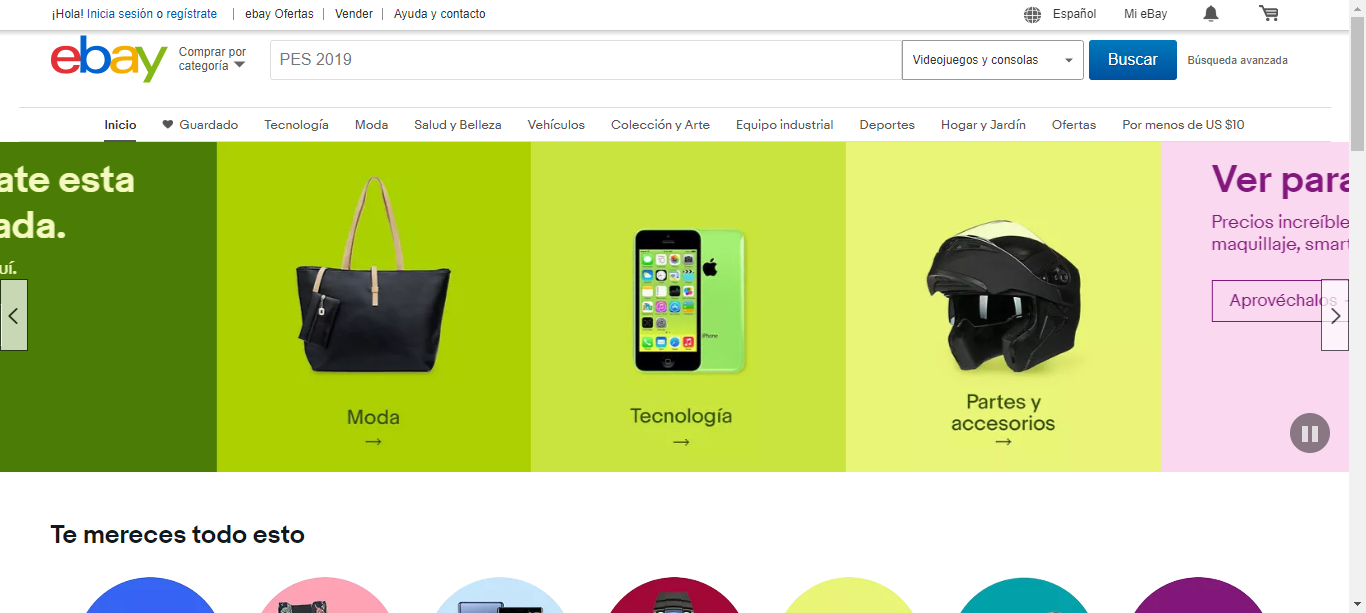 ¡Hola! Inicia sesión o regístrate
ebay Ofertas
Vender
Ayuda y contacto
Español
Mi eBay
ebay
Comprar por
categoría
PES 2019
Videojuegos y consolas
Buscar
Búsqueda avanzada
Inicio
Guardado
Tecnología
Moda
Salud y Belleza
Vehículos
Colección y Arte
Equipo industrial
Deportes
Hogar y Jardín
Ofertas
Por menos de US $10
ate esta
ada.
uí.
Moda
Tecnología
iPhone
Partes y
accesorios
Ver para
Precios increíble
maquillaje, smart
Aprovéchalos
Te mereces todo esto